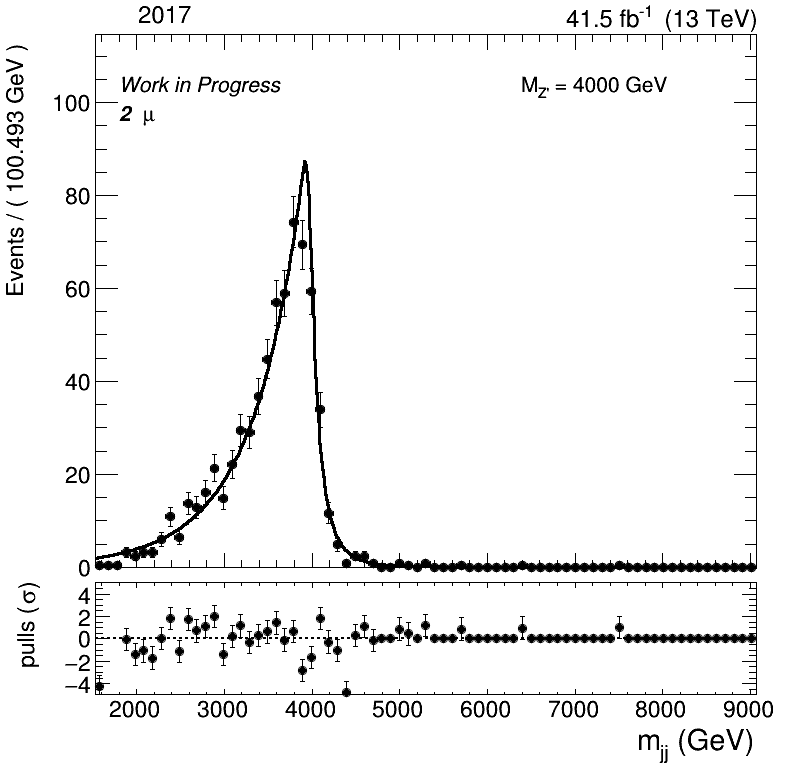 2017
41.5 fb⁻¹ (13 TeV)
Events / ( 100.493 GeV )
Work in Progress
M_Z' = 4000 GeV
2 μ
100
80
60
40
20
0
pulls (σ)
4
2
0
−2
−4
2000 3000 4000 5000 6000 7000 8000 9000
m_jj (GeV)